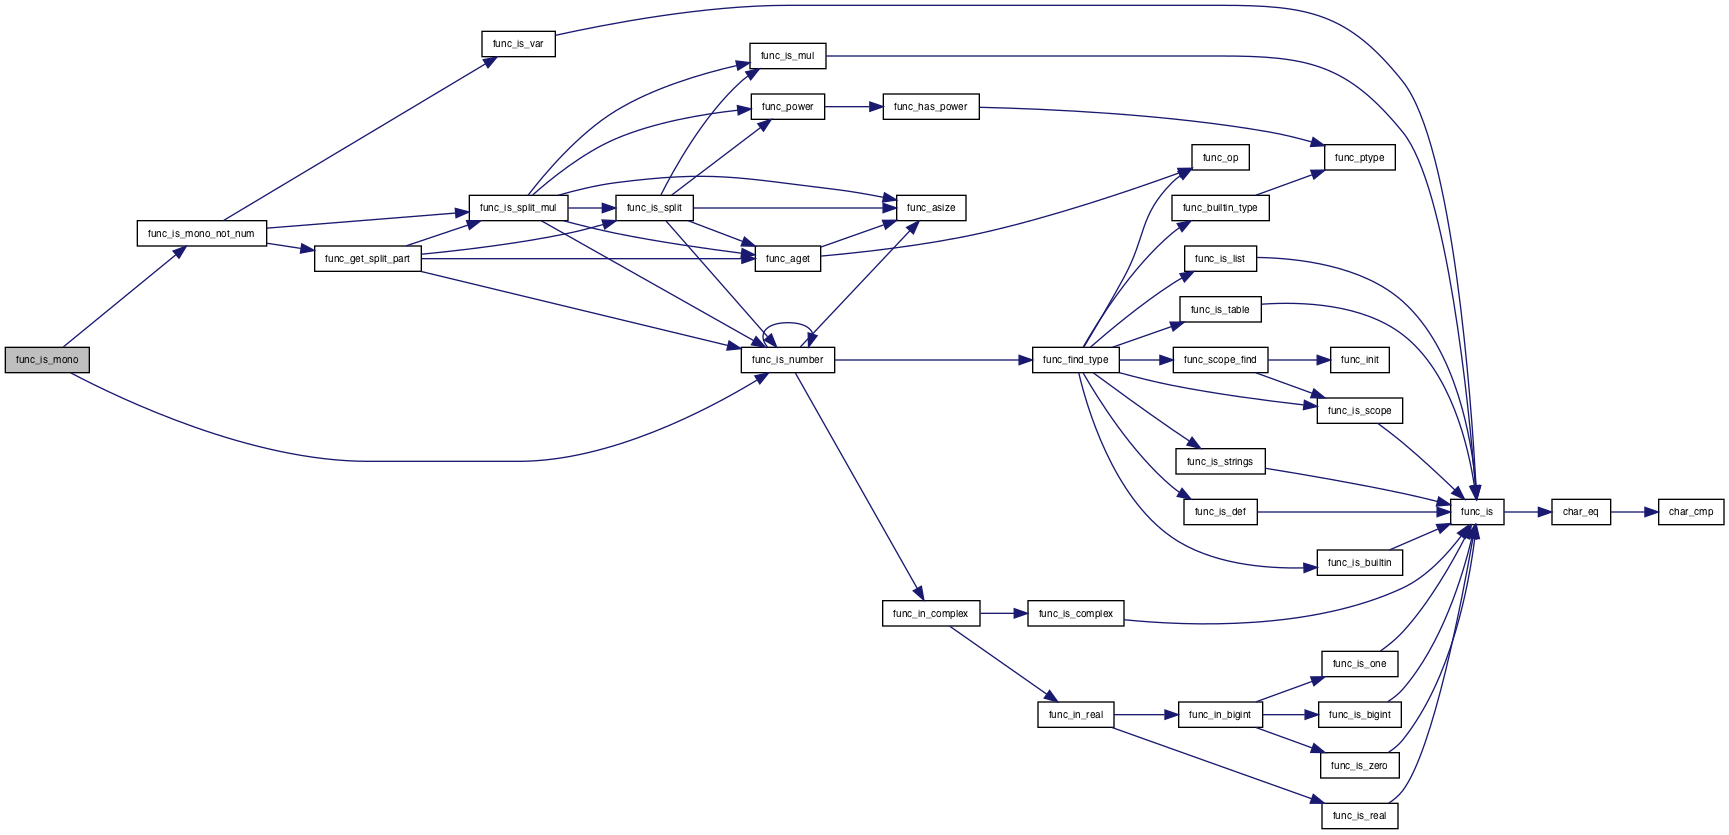 func_is_var
func_is_mul
func_power
func_has_power
func_op
func_ptype
func_is_split_mul
func_is_split
func_asize
func_builtin_type
func_is_mono_not_num
func_get_split_part
func_aget
func_is_list
func_is_table
func_is_mono
func_is_number
func_find_type
func_scope_find
func_init
func_is_scope
func_is_strings
func_is_def
func_is
char_eq
char_cmp
func_is_builtin
func_in_complex
func_is_complex
func_is_one
func_in_real
func_in_bigint
func_is_bigint
func_is_zero
func_is_real